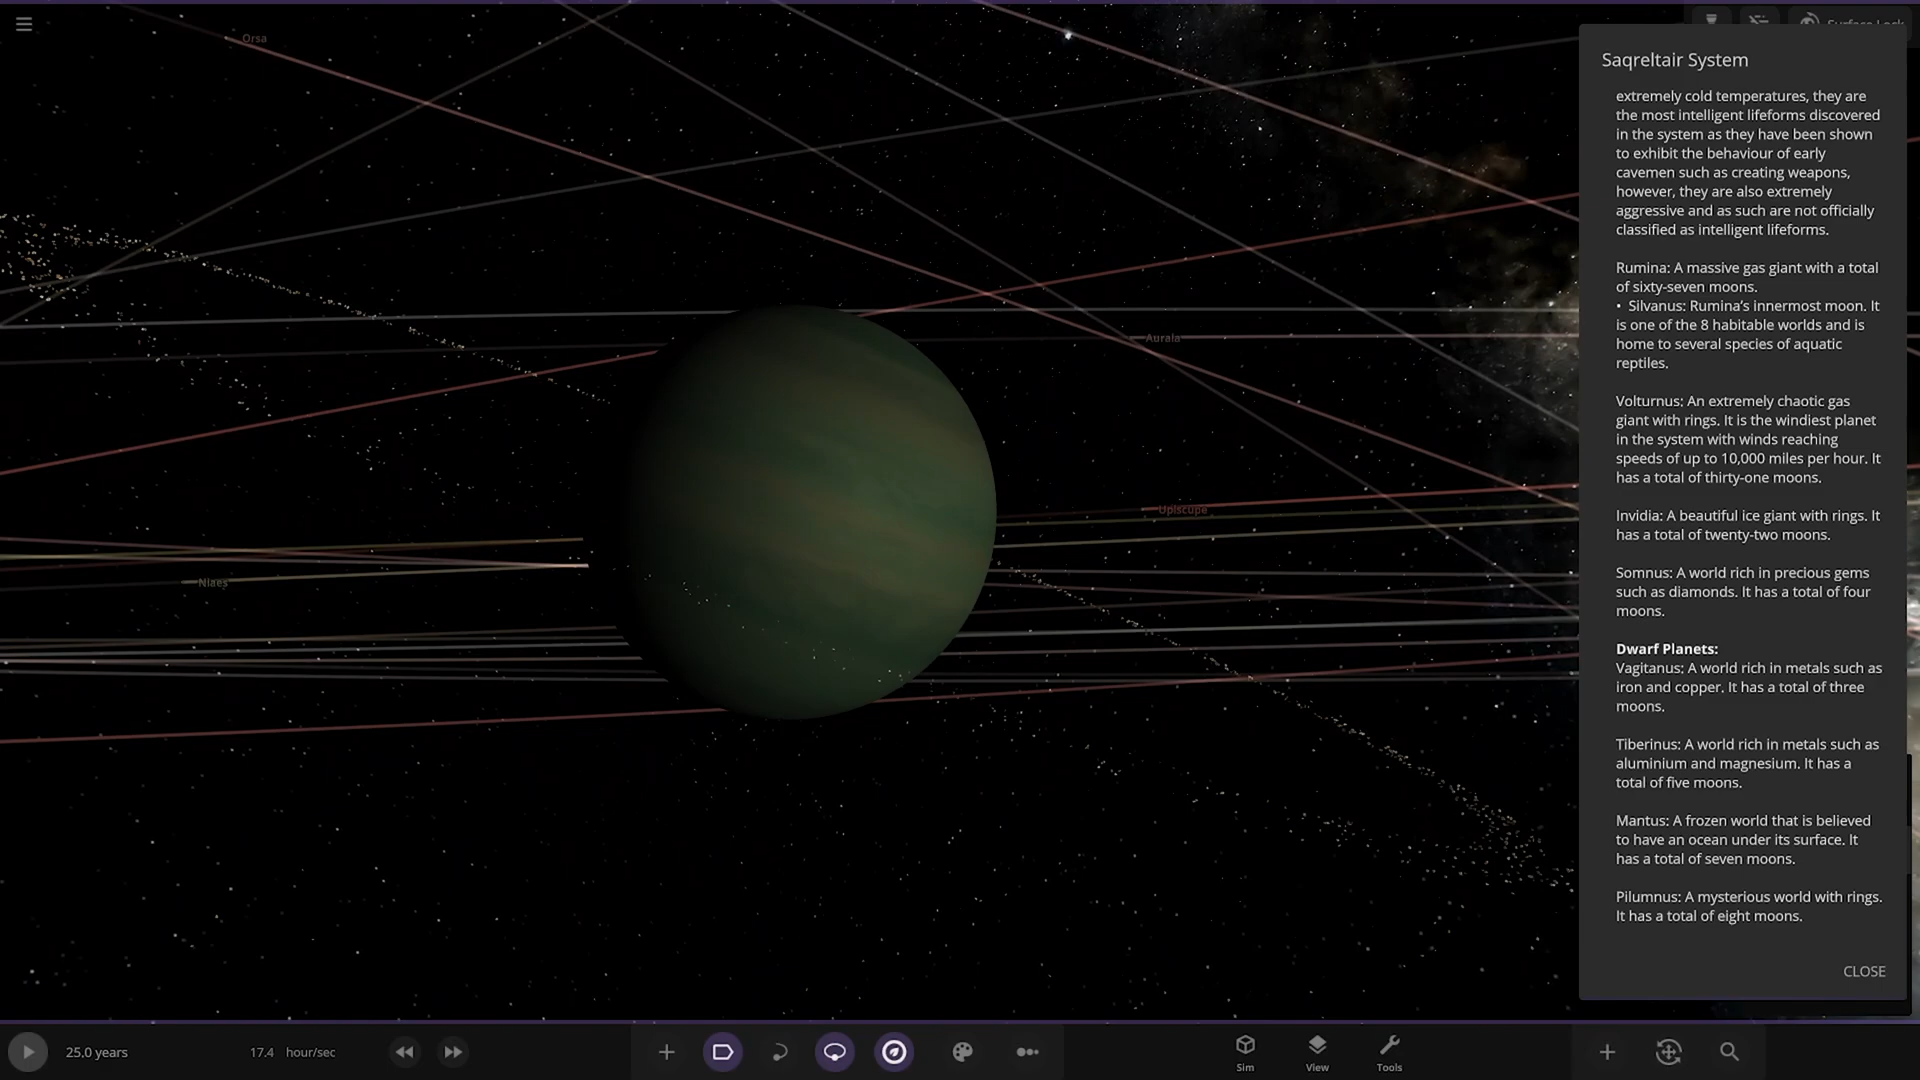 Orsa
Surface Lock
Saqreltair System
extremely cold temperatures, they are
the most intelligent lifeforms discovered
in the system as they have been shown
to exhibit the behaviour of early
cavemen such as creating weapons,
however, they are also extremely
aggressive and as such are not officially
classified as intelligent lifeforms.
Rumina: A massive gas giant with a total
of sixty-seven moons.
• Silvanus: Rumina's innermost moon. It
is one of the 8 habitable worlds and is
home to several species of aquatic
reptiles.
Volturnus: An extremely chaotic gas
giant with rings. It is the windiest planet
in the system with winds reaching
speeds of up to 10,000 miles per hour. It
has a total of thirty-one moons.
Invidia: A beautiful ice giant with rings. It
has a total of twenty-two moons.
Somnus: A world rich in precious gems
such as diamonds. It has a total of four
moons.
Dwarf Planets:
Vagitanus: A world rich in metals such as
iron and copper. It has a total of three
moons.
Tiberinus: A world rich in metals such as
aluminium and magnesium. It has a
total of five moons.
Mantus: A frozen world that is believed
to have an ocean under its surface. It
has a total of seven moons.
Pilumnus: A mysterious world with rings.
It has a total of eight moons.
CLOSE
Aurala
Upiscupe
Niaes
25.0 years
17.4 hour/sec
Sim
View
Tools